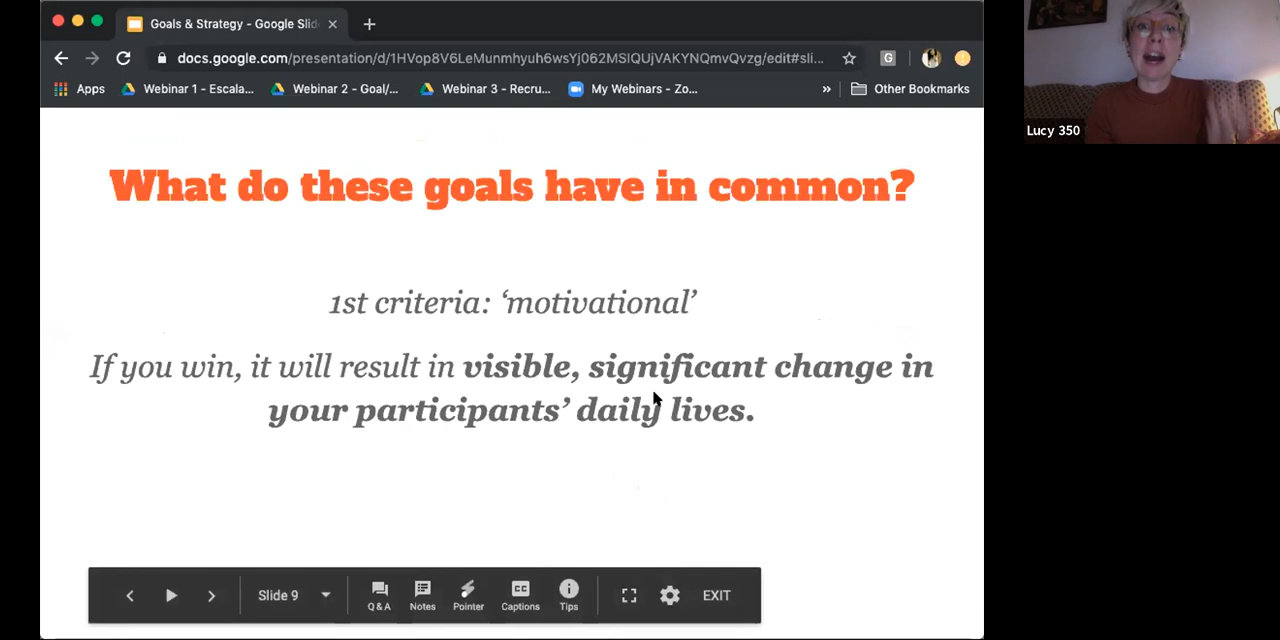 Goals & Strategy - Google Slid
docs.google.com/presentation/d/1HVop8V6LeMunmhyuh6wsYj062MSIQUjVAKYNQmvQvzg/edit#sli...
G
Apps
Webinar 1 - Escala...
Webinar 2 - Goal/...
Webinar 3 - Recru...
My Webinars - Zo...
»
Other Bookmarks
Lucy 350
What do these goals have in common?
1st criteria: ‘motivational’
If you win, it will result in visible, significant change in
your participants’ daily lives.
Slide 9
Q & A
Notes
Pointer
CC
Captions
Tips
EXIT